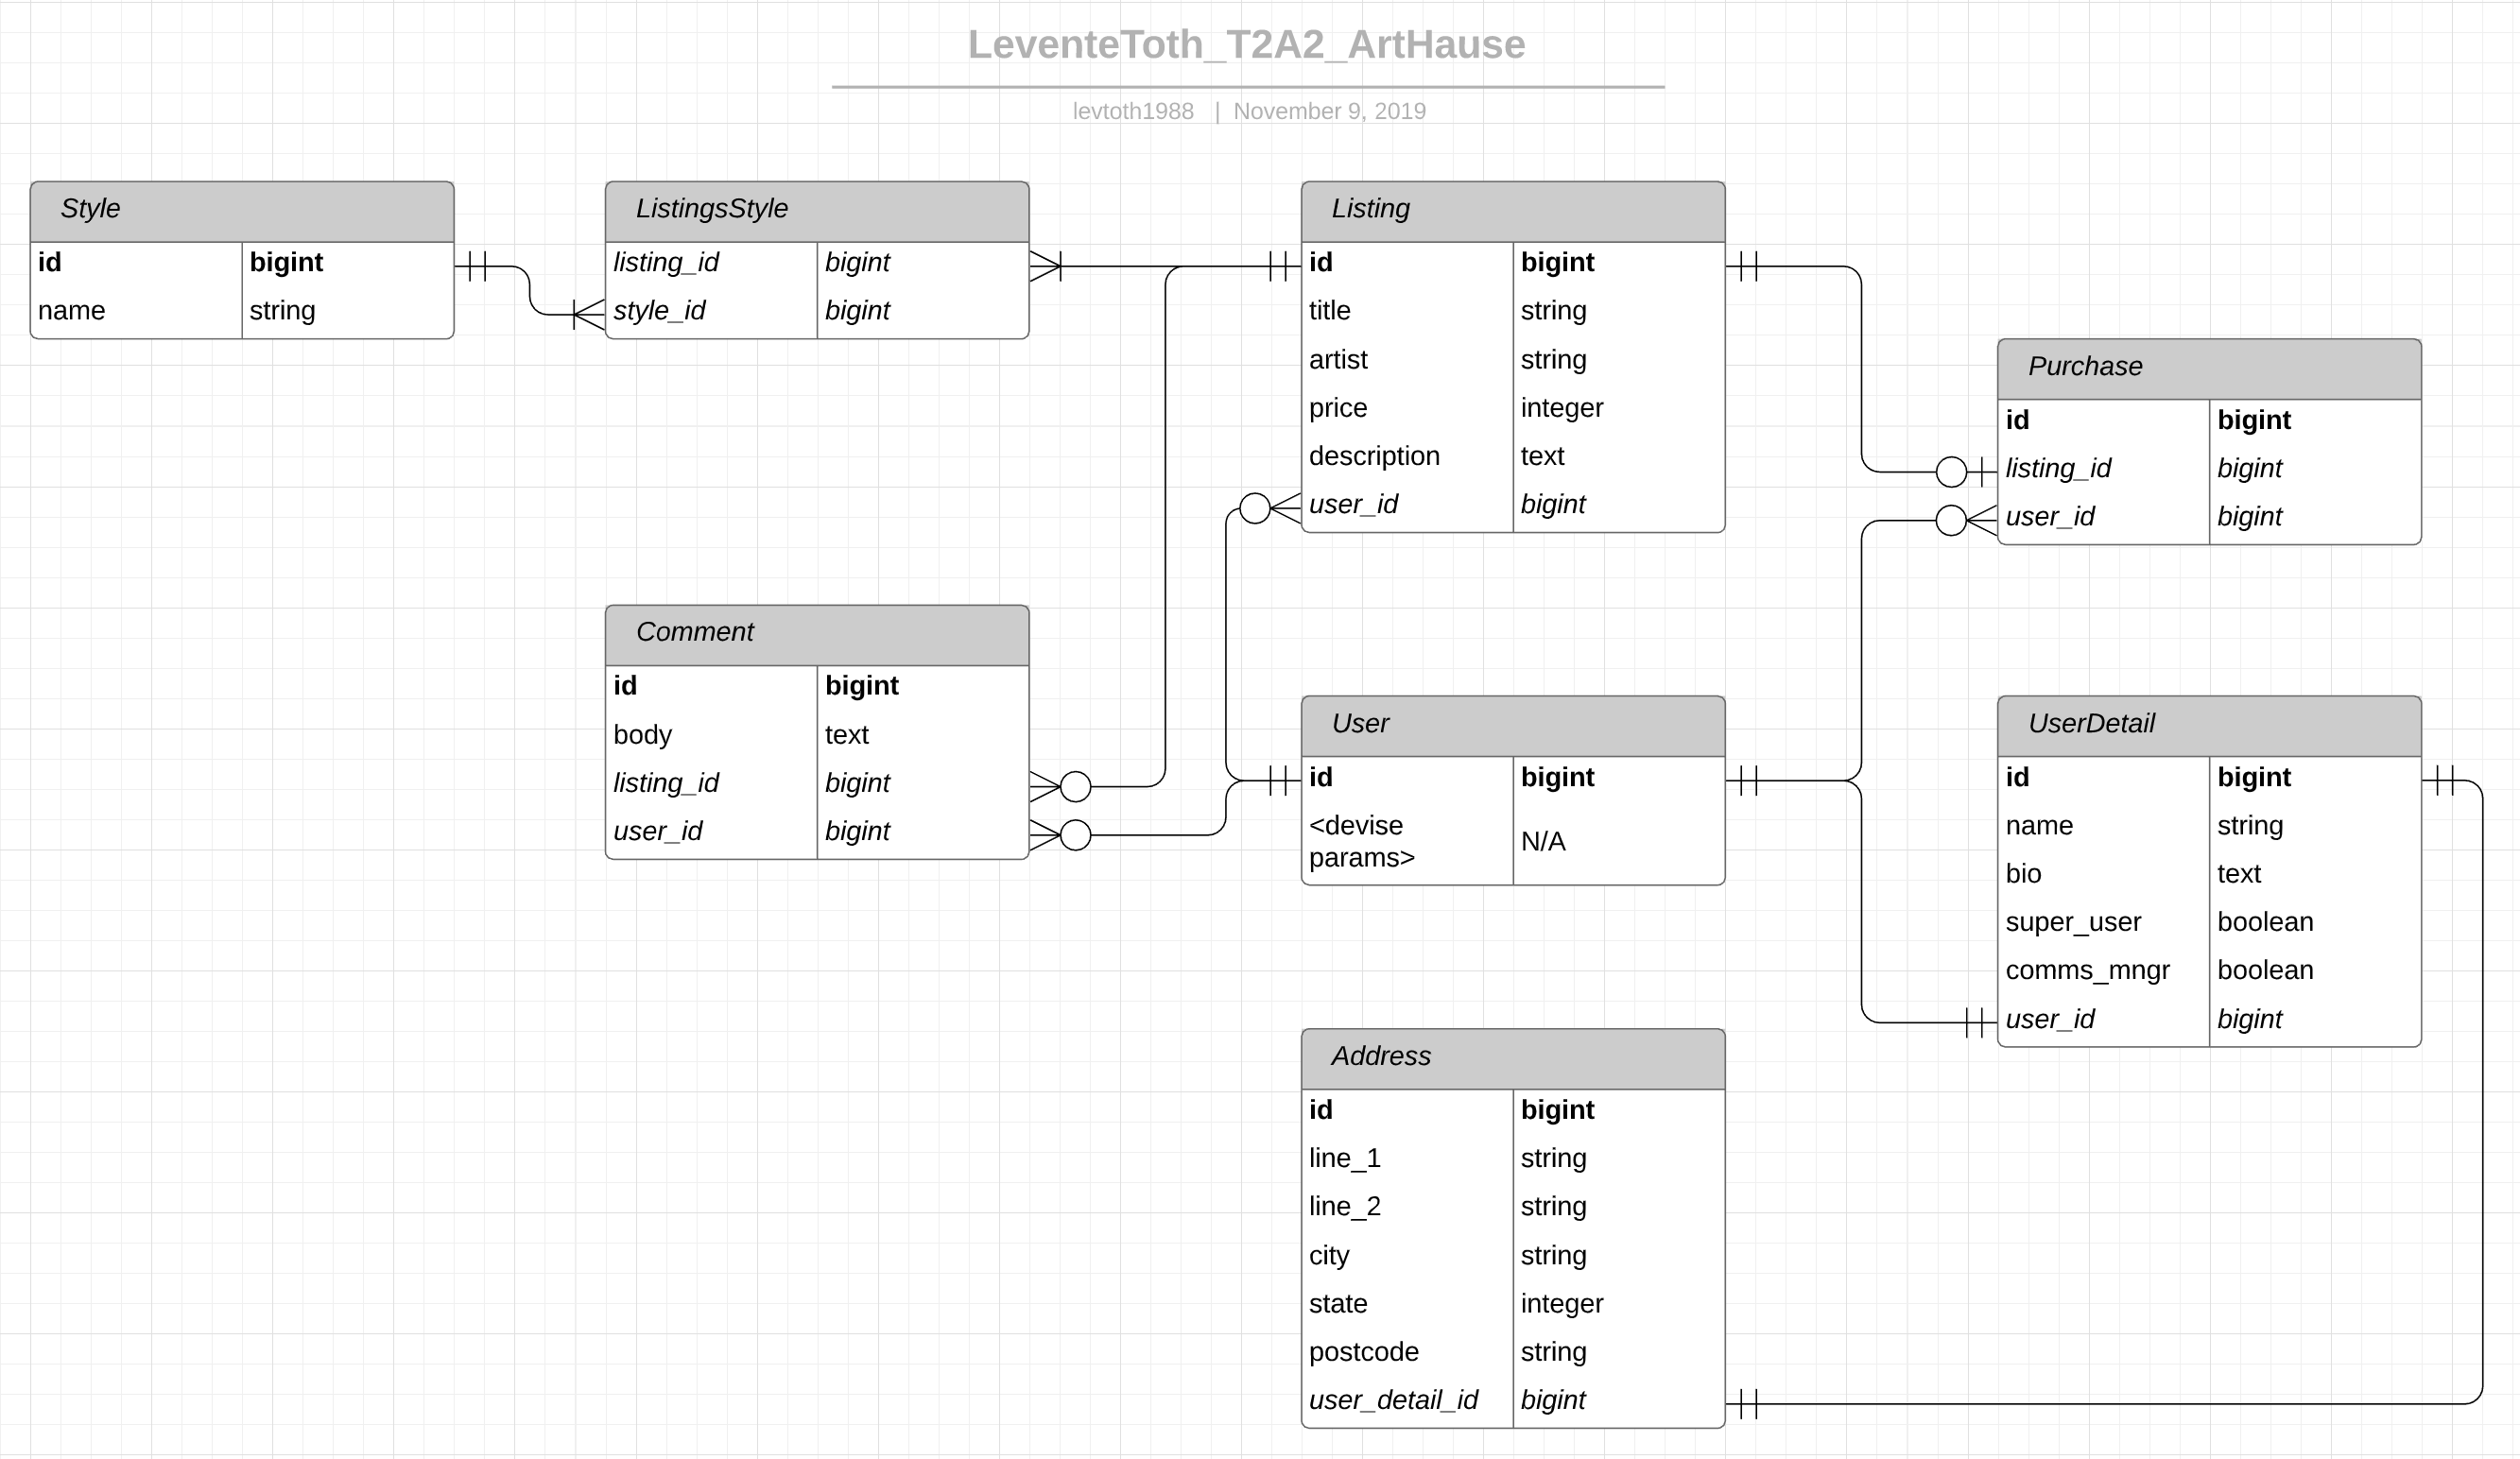 LeventeToth_T2A2_ArtHause
levtoth1988 | November 9, 2019
Style
id bigint
name string
ListingsStyle
listing_id bigint
style_id bigint
Listing
id bigint
title string
artist string
price integer
description text
user_id bigint
Purchase
id bigint
listing_id bigint
user_id bigint
Comment
id bigint
body text
listing_id bigint
user_id bigint
User
id bigint
<devise
params> N/A
UserDetail
id bigint
name string
bio text
super_user boolean
comms_mngr boolean
user_id bigint
Address
id bigint
line_1 string
line_2 string
city string
state integer
postcode string
user_detail_id bigint